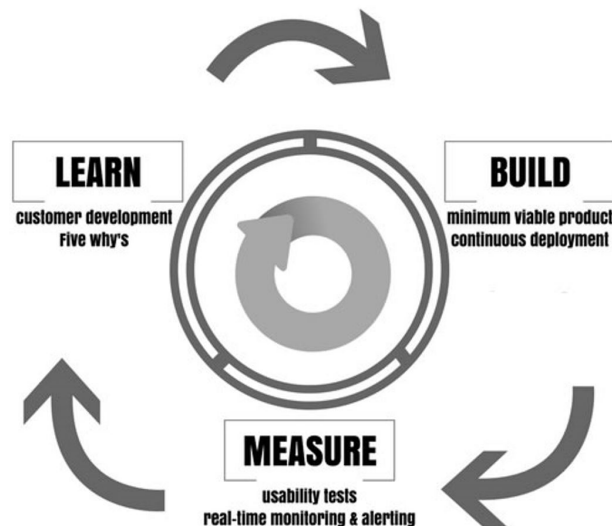 LEARN
customer development
Five why's
BUILD
minimum viable product
continuous deployment
MEASURE
usability tests
real-time monitoring & alerting